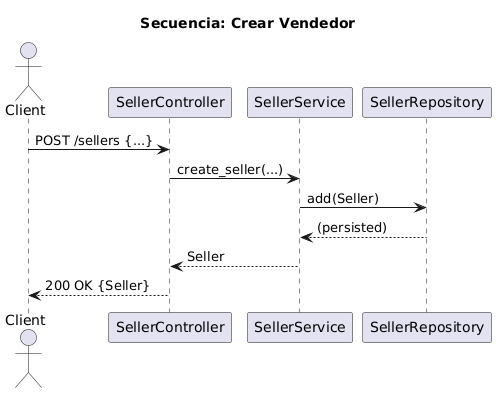 Secuencia: Crear Vendedor
Client
SellerController
SellerService
SellerRepository
POST /sellers {...}
create_seller(...)
add(Seller)
(persisted)
Seller
200 OK {Seller}
Client
SellerController
SellerService
SellerRepository